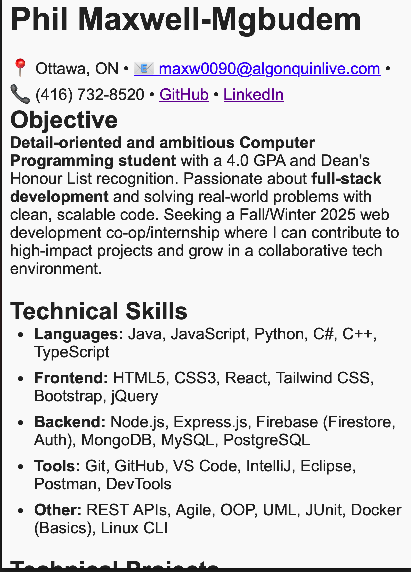 Phil Maxwell-Mgbudem
📍 Ottawa, ON • 📧 maxw0090@algonquinlive.com •
📞 (416) 732-8520 • GitHub • LinkedIn
Objective
Detail-oriented and ambitious Computer
Programming student with a 4.0 GPA and Dean's
Honour List recognition. Passionate about full-stack
development and solving real-world problems with
clean, scalable code. Seeking a Fall/Winter 2025 web
development co-op/internship where I can contribute to
high-impact projects and grow in a collaborative tech
environment.
Technical Skills
• Languages: Java, JavaScript, Python, C#, C++,
TypeScript
• Frontend: HTML5, CSS3, React, Tailwind CSS,
Bootstrap, jQuery
• Backend: Node.js, Express.js, Firebase (Firestore,
Auth), MongoDB, MySQL, PostgreSQL
• Tools: Git, GitHub, VS Code, IntelliJ, Eclipse,
Postman, DevTools
• Other: REST APIs, Agile, OOP, UML, JUnit, Docker
(Basics), Linux CLI
Technical Projects